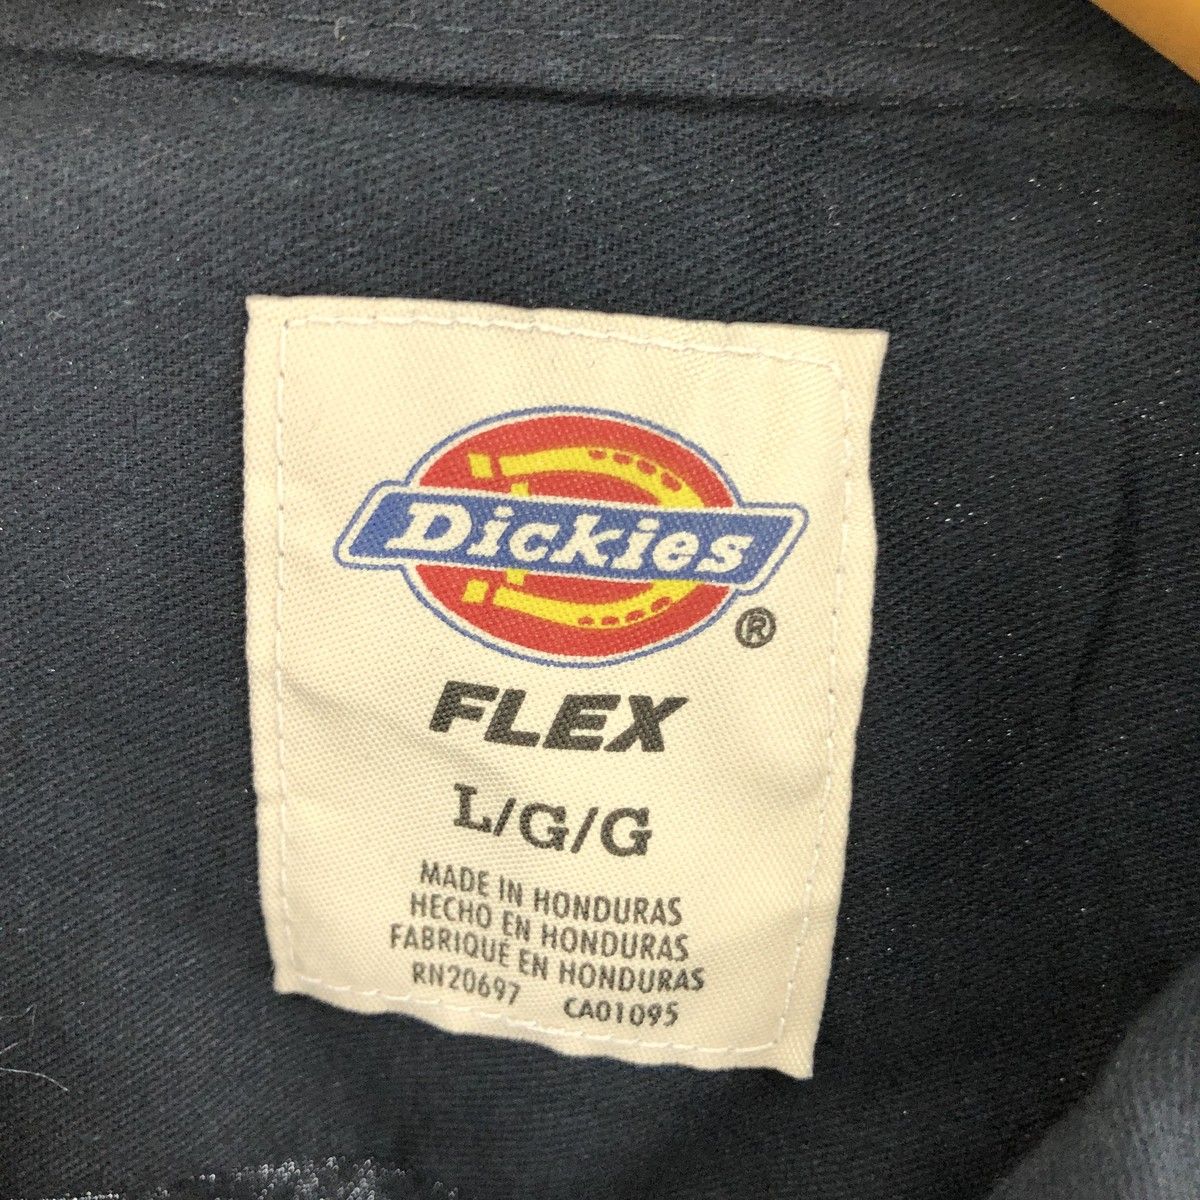 Dickies
®
FLEX
L/G/G
MADE IN HONDURAS
HECHO EN HONDURAS
FABRIQUÉ EN HONDURAS
RN20697 CA01095